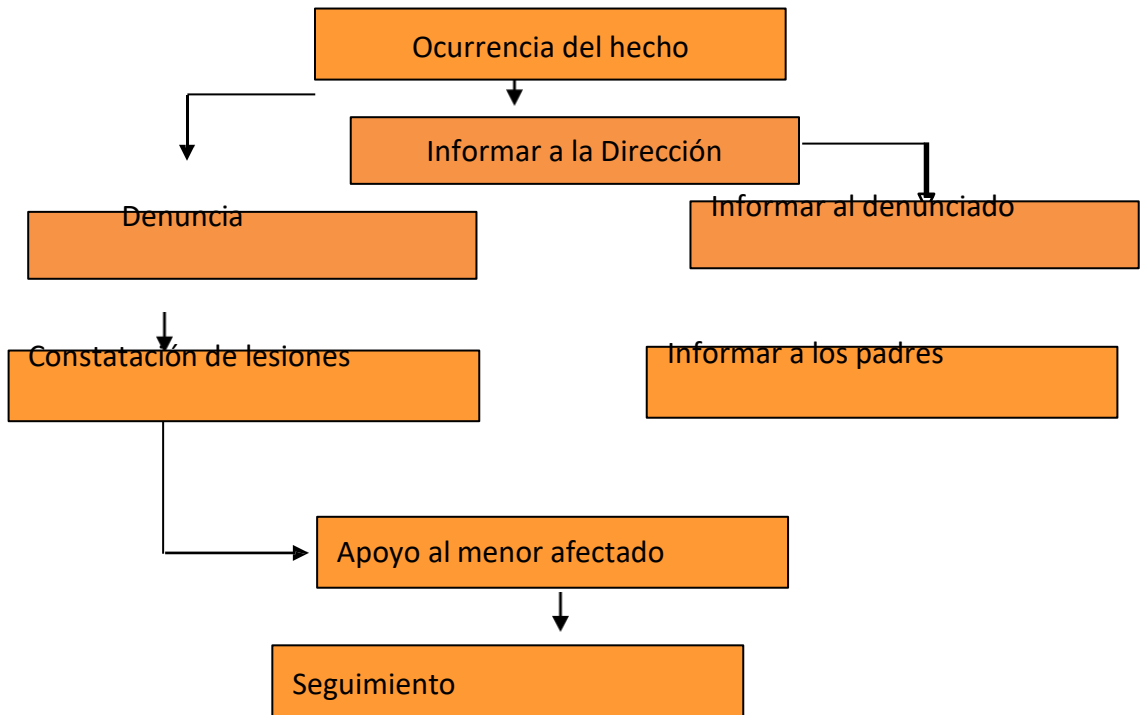 Ocurrencia del hecho
Informar a la Dirección
Denuncia
Informar al denunciado
Constatación de lesiones
Informar a los padres
Apoyo al menor afectado
Seguimiento